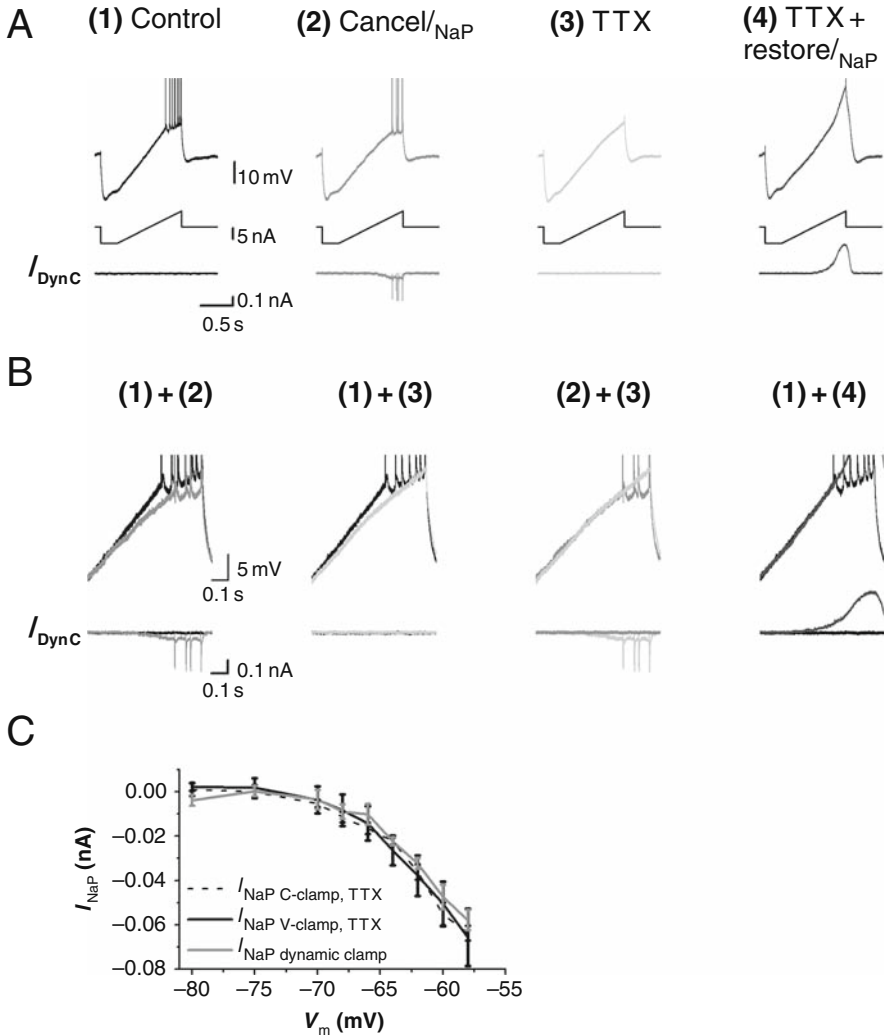 A
(1) Control
(2) Cancel/NaP
(3) TTX
(4) TTX +
restore/NaP
10 mV
5 nA
IDynC
0.1 nA
0.5 s
B
(1) + (2)
(1) + (3)
(2) + (3)
(1) + (4)
5 mV
0.1 s
IDynC
0.1 nA
0.1 s
C
0.00
−0.02
−0.04
−0.06
−0.08
INaP (nA)
INaP C-clamp, TTX
INaP V-clamp, TTX
INaP dynamic clamp
−80 −75 −70 −65 −60 −55
Vm (mV)